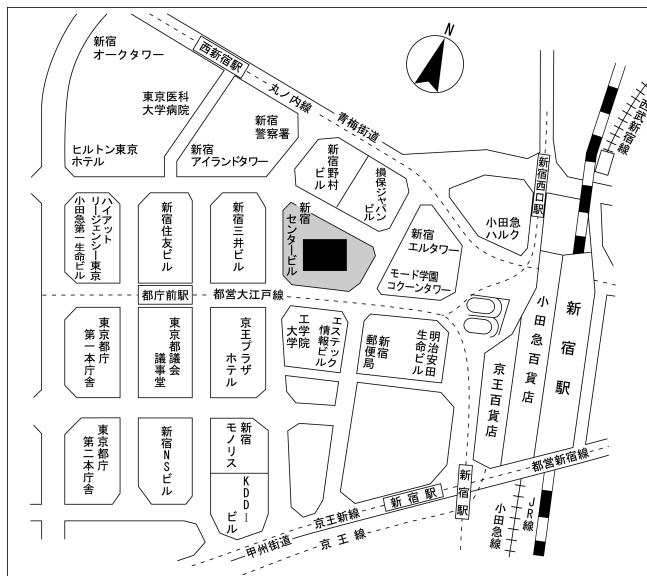 新宿
オークタワー
西新宿駅
丸ノ内線
青梅街道
N
東京医科
大学病院
新宿
警察署
ヒルトン東京
ホテル
新宿
アイランドタワー
新宿野村
ビル
損保ジャパン
ビル
新宿西口駅
西武新宿線
ハイアット
リージェンシー東京
小田急第一生命ビル
新宿住友ビル
新宿三井ビル
新宿
センタービル
新宿
エルタワー
小田急
ハルク
モード学園
コクーンタワー
都庁前駅
都営大江戸線
東京都庁
第一本庁舎
東京都議会
議事堂
京王プラザ
ホテル
工学院
大学
エステック
情報ビル
新宿
郵便局
明治安田
生命ビル
小田急百貨店
新宿駅
京王百貨店
東京都庁
第二本庁舎
新宿NSビル
新宿
モノリス
KDDI
ビル
新宿駅
新宿駅
都営新宿線
京王新線
京王線
甲州街道
小田急線
JR線